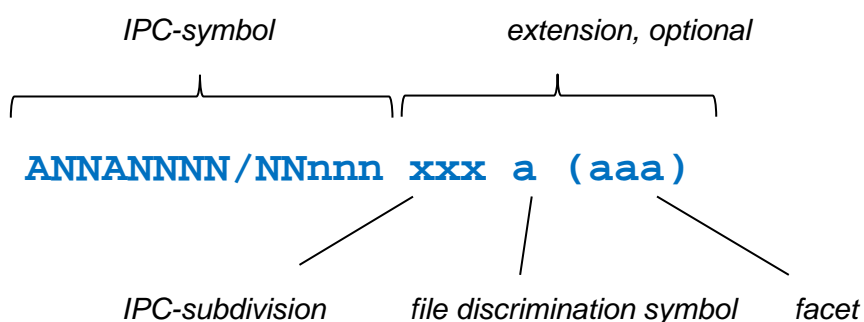 IPC-symbol extension, optional
ANNANNNN/NNnnn xxx a (aaa)
IPC-subdivision file discrimination symbol facet